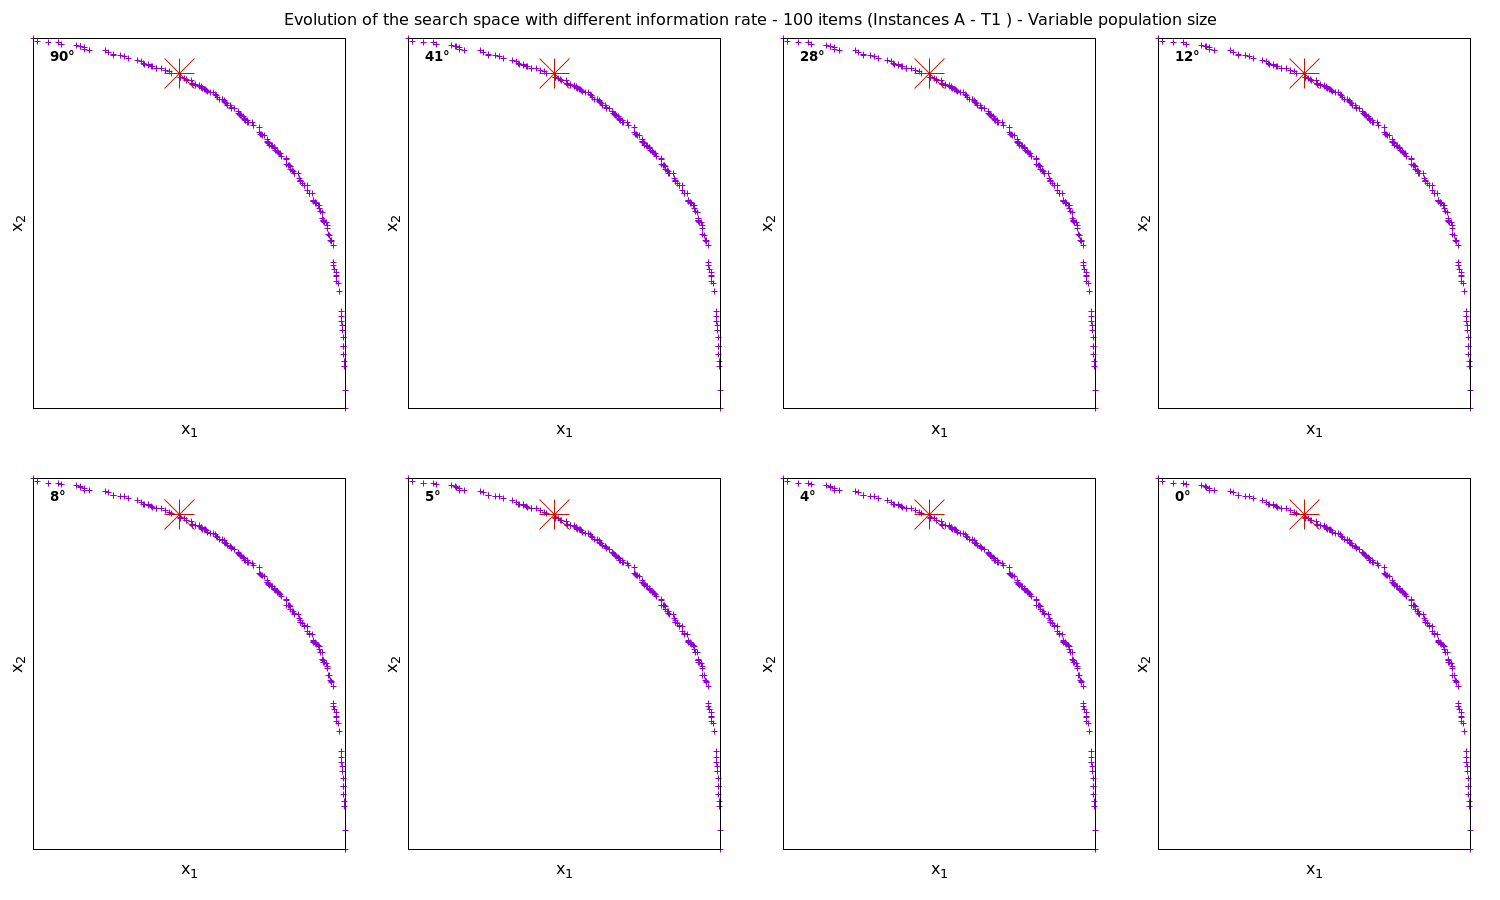 Evolution of the search space with different information rate - 100 items (Instances A - T1 ) - Variable population size
90°
41°
28°
12°
x2
x2
x2
x2
x1
x1
x1
x1
8°
5°
4°
0°
x2
x2
x2
x2
x1
x1
x1
x1